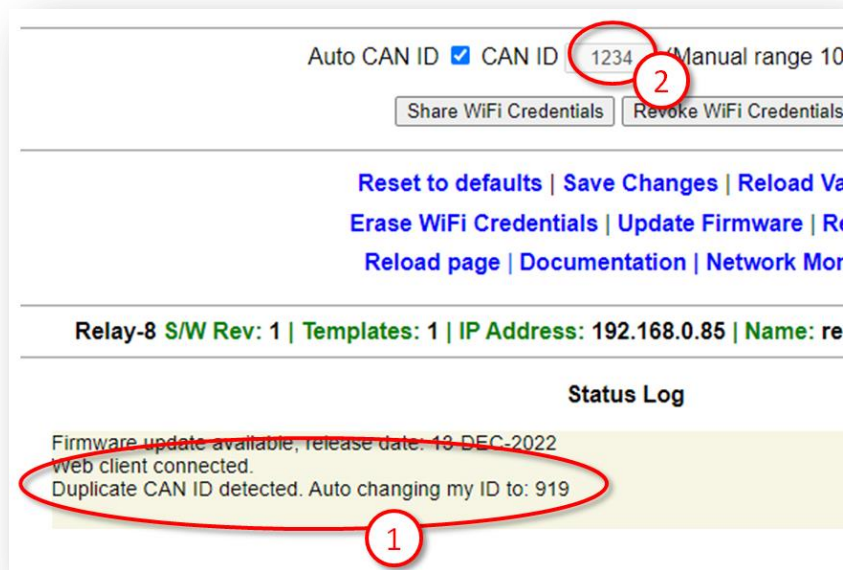 Auto CAN ID CAN ID 1234 (Manual range 10
2
Share WiFi Credentials Revoke WiFi Credentials
Reset to defaults | Save Changes | Reload Va
Erase WiFi Credentials | Update Firmware | Re
Reload page | Documentation | Network Mon
Relay-8 S/W Rev: 1 | Templates: 1 | IP Address: 192.168.0.85 | Name: re
Status Log
Firmware update available, release date: 13-DEC-2022
Web client connected.
Duplicate CAN ID detected. Auto changing my ID to: 919
1